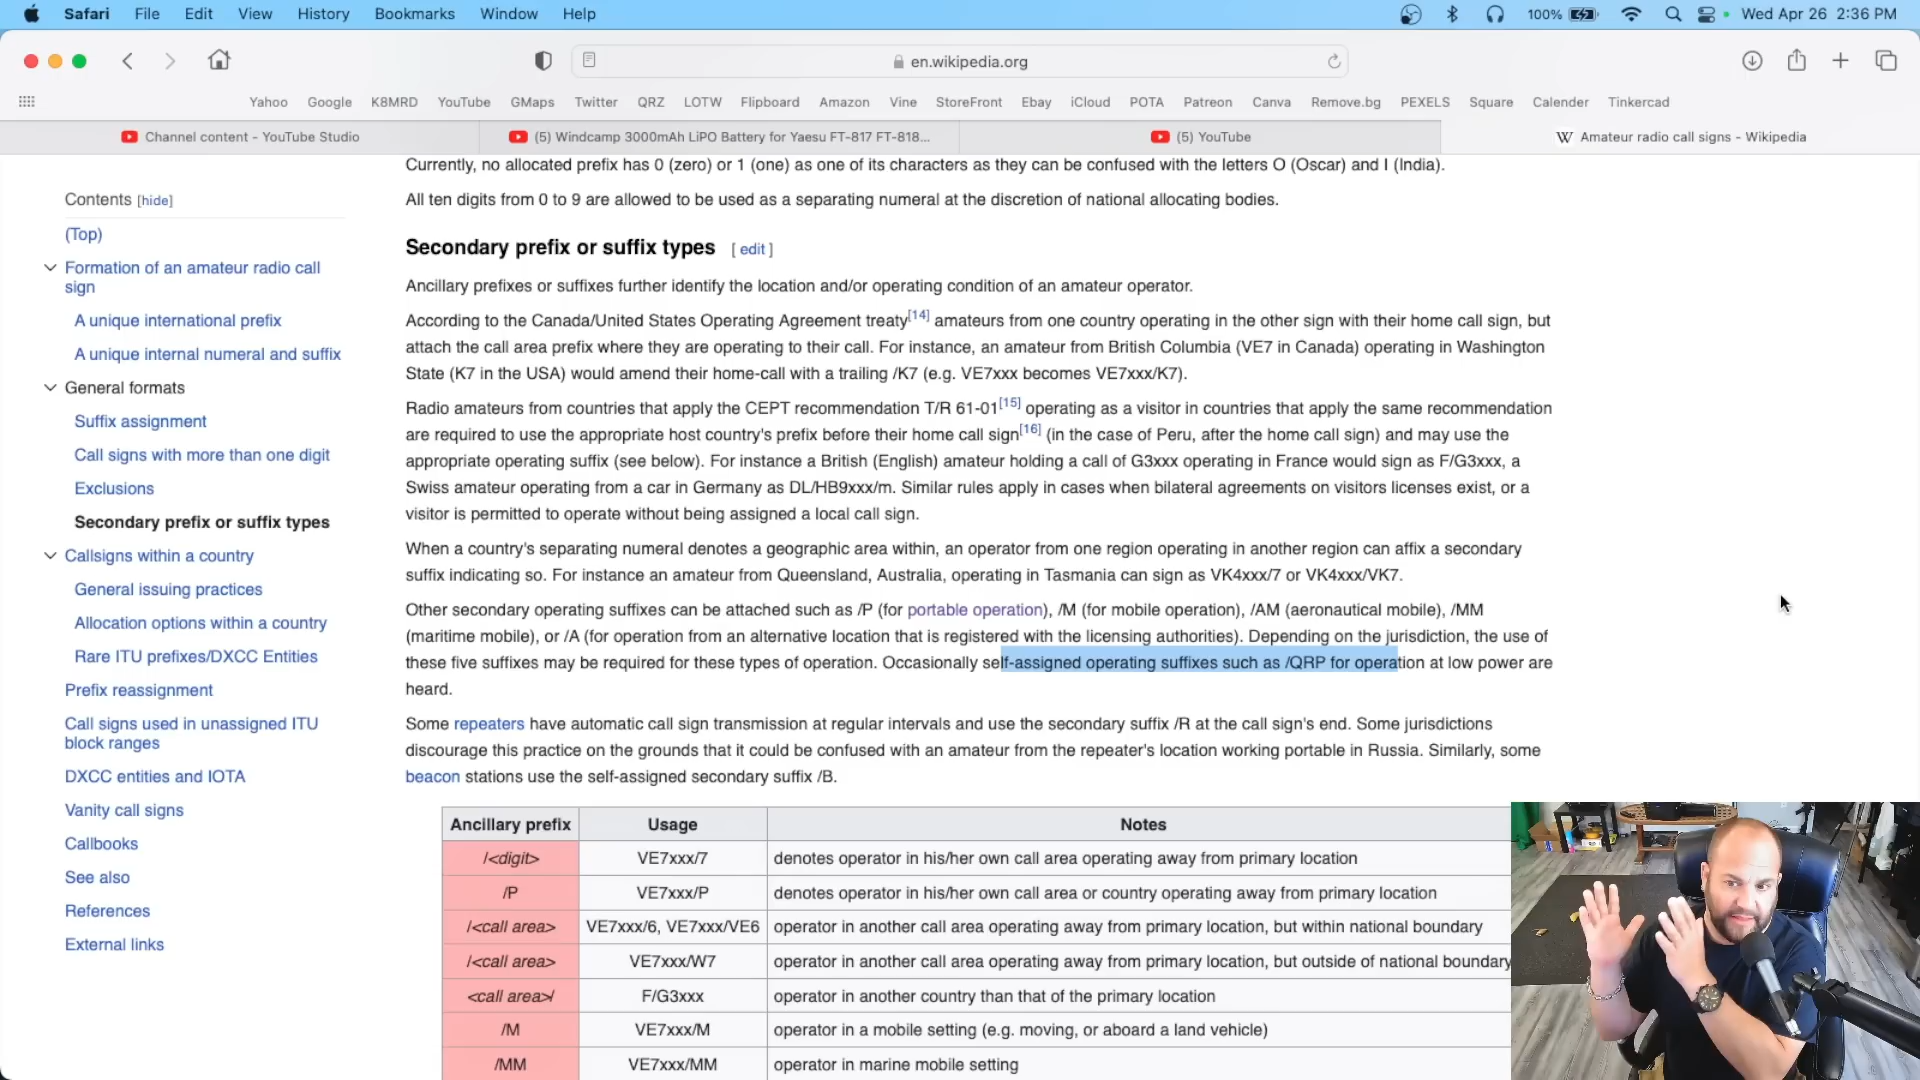 Safari File Edit View History Bookmarks Window Help 100% Wed Apr 26 2:36 PM
en.wikipedia.org
Yahoo Google K8MRD YouTube GMaps Twitter QRZ LOTW Flipboard Amazon Vine StoreFront Ebay iCloud POTA Patreon Canva Remove.bg PEXELS Square Calender Tinkercad
Channel content - YouTube Studio (5) Windcamp 3000mAh LiPO Battery for Yaesu FT-817 FT-818... (5) YouTube W Amateur radio call signs - Wikipedia
Contents [hide]
(Top)
Formation of an amateur radio call
sign
A unique international prefix
A unique internal numeral and suffix
General formats
Suffix assignment
Call signs with more than one digit
Exclusions
Secondary prefix or suffix types
Callsigns within a country
General issuing practices
Allocation options within a country
Rare ITU prefixes/DXCC Entities
Prefix reassignment
Call signs used in unassigned ITU
block ranges
DXCC entities and IOTA
Vanity call signs
Callbooks
See also
References
External links
Currently, no allocated prefix has 0 (zero) or 1 (one) as one of its characters as they can be confused with the letters O (Oscar) and I (India).
All ten digits from 0 to 9 are allowed to be used as a separating numeral at the discretion of national allocating bodies.
Secondary prefix or suffix types [ edit ]
Ancillary prefixes or suffixes further identify the location and/or operating condition of an amateur operator.
According to the Canada/United States Operating Agreement treaty[14] amateurs from one country operating in the other sign with their home call sign, but
attach the call area prefix where they are operating to their call. For instance, an amateur from British Columbia (VE7 in Canada) operating in Washington
State (K7 in the USA) would amend their home-call with a trailing /K7 (e.g. VE7xxx becomes VE7xxx/K7).
Radio amateurs from countries that apply the CEPT recommendation T/R 61-01[15] operating as a visitor in countries that apply the same recommendation
are required to use the appropriate host country's prefix before their home call sign[16] (in the case of Peru, after the home call sign) and may use the
appropriate operating suffix (see below). For instance a British (English) amateur holding a call of G3xxx operating in France would sign as F/G3xxx, a
Swiss amateur operating from a car in Germany as DL/HB9xxx/m. Similar rules apply in cases when bilateral agreements on visitors licenses exist, or a
visitor is permitted to operate without being assigned a local call sign.
When a country's separating numeral denotes a geographic area within, an operator from one region operating in another region can affix a secondary
suffix indicating so. For instance an amateur from Queensland, Australia, operating in Tasmania can sign as VK4xxx/7 or VK4xxx/VK7.
Other secondary operating suffixes can be attached such as /P (for portable operation), /M (for mobile operation), /AM (aeronautical mobile), /MM
(maritime mobile), or /A (for operation from an alternative location that is registered with the licensing authorities). Depending on the jurisdiction, the use of
these five suffixes may be required for these types of operation. Occasionally self-assigned operating suffixes such as /QRP for operation at low power are
heard.
Some repeaters have automatic call sign transmission at regular intervals and use the secondary suffix /R at the call sign's end. Some jurisdictions
discourage this practice on the grounds that it could be confused with an amateur from the repeater's location working portable in Russia. Similarly, some
beacon stations use the self-assigned secondary suffix /B.
Ancillary prefix Usage Notes
/<digit> VE7xxx/7 denotes operator in his/her own call area operating away from primary location
/P VE7xxx/P denotes operator in his/her own call area or country operating away from primary location
/<call area> VE7xxx/6, VE7xxx/VE6 operator in another call area operating away from primary location, but within national boundary
/<call area> VE7xxx/W7 operator in another call area operating away from primary location, but outside of national boundary
<call area>/ F/G3xxx operator in another country than that of the primary location
/M VE7xxx/M operator in a mobile setting (e.g. moving, or aboard a land vehicle)
/MM VE7xxx/MM operator in marine mobile setting